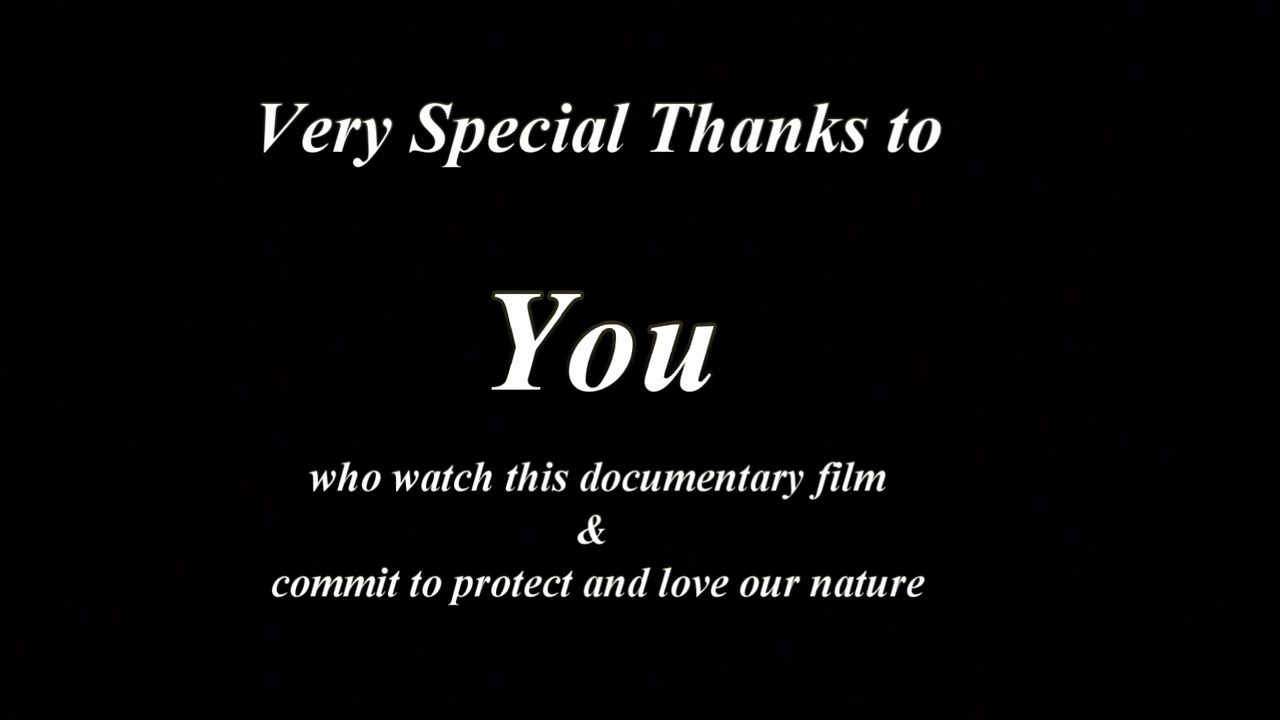 Very Special Thanks to
You
who watch this documentary film
&
commit to protect and love our nature